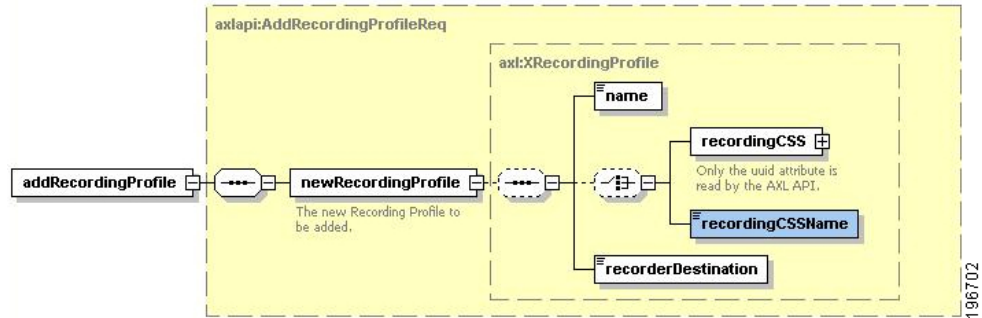 axlapi:AddRecordingProfileReq
axl:XRecordingProfile
name
recordingCSS
Only the uuid attribute is
read by the AXL API.
addRecordingProfile
newRecordingProfile
The new Recording Profile to
be added.
recordingCSSName
recorderDestination
196702